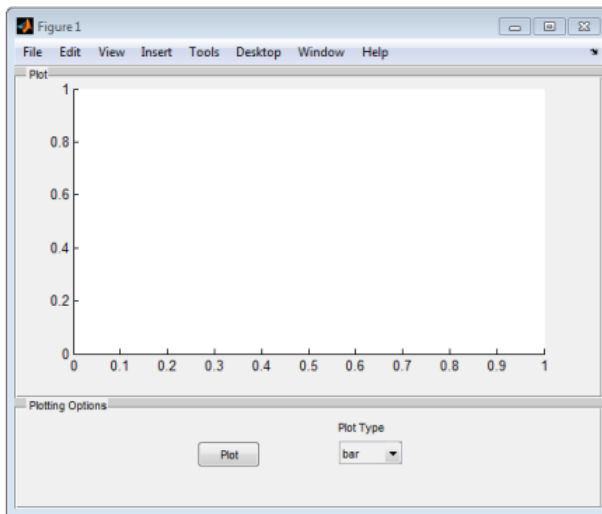 Figure 1
File Edit View Insert Tools Desktop Window Help
Plot
1
0.8
0.6
0.4
0.2
0
0 0.1 0.2 0.3 0.4 0.5 0.6 0.7 0.8 0.9 1
Plotting Options
Plot Type
Plot bar